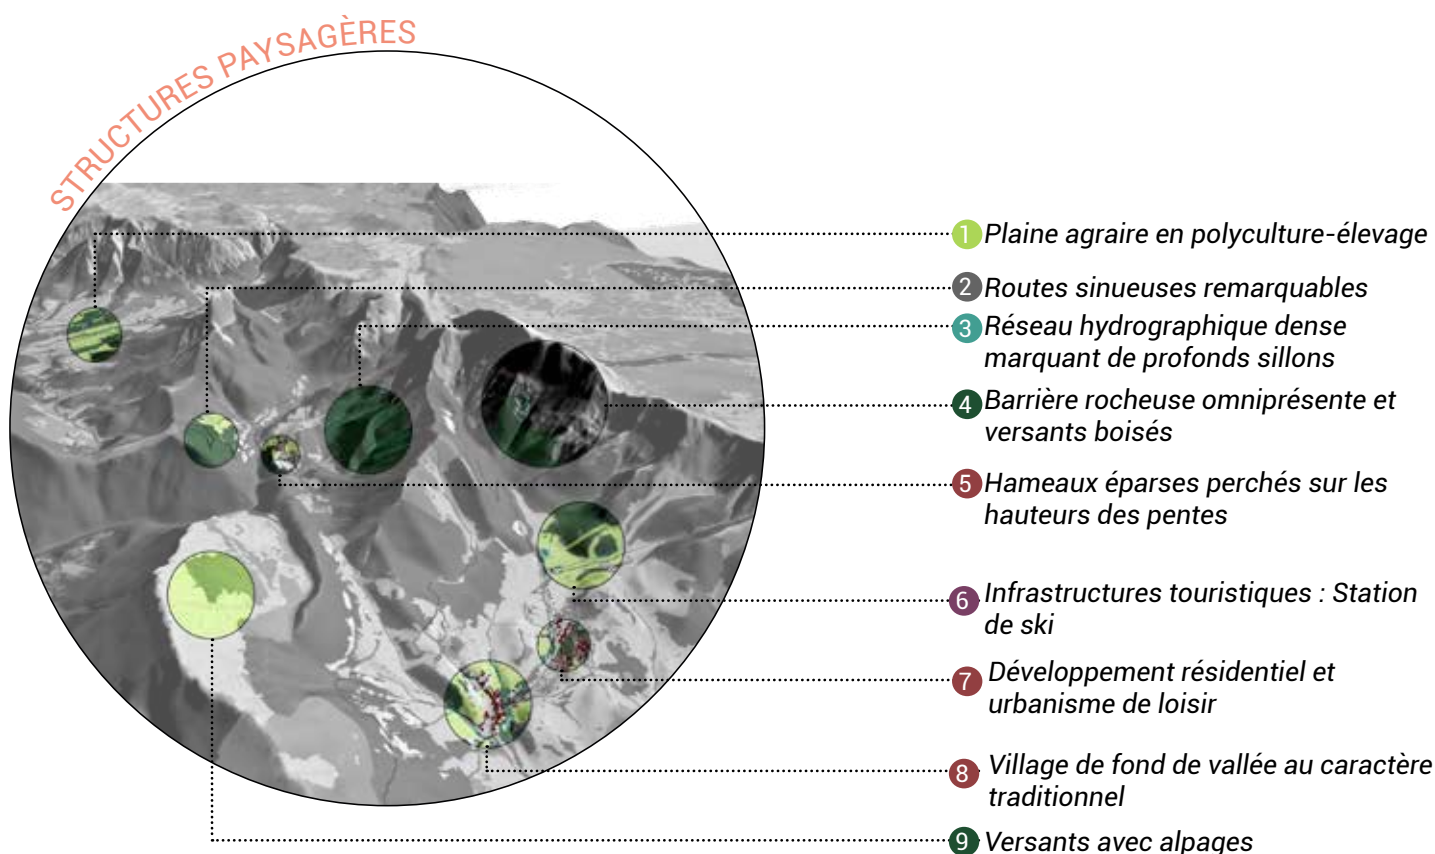 STRUCTURES PAYSAGÈRES
1 Plaine agraire en polyculture-élevage
2 Routes sinueuses remarquables
3 Réseau hydrographique dense
marquant de profonds sillons
4 Barrière rocheuse omniprésente et
versants boisés
5 Hameaux éparses perchés sur les
hauteurs des pentes
6 Infrastructures touristiques : Station
de ski
7 Développement résidentiel et
urbanisme de loisir
8 Village de fond de vallée au caractère
traditionnel
9 Versants avec alpages